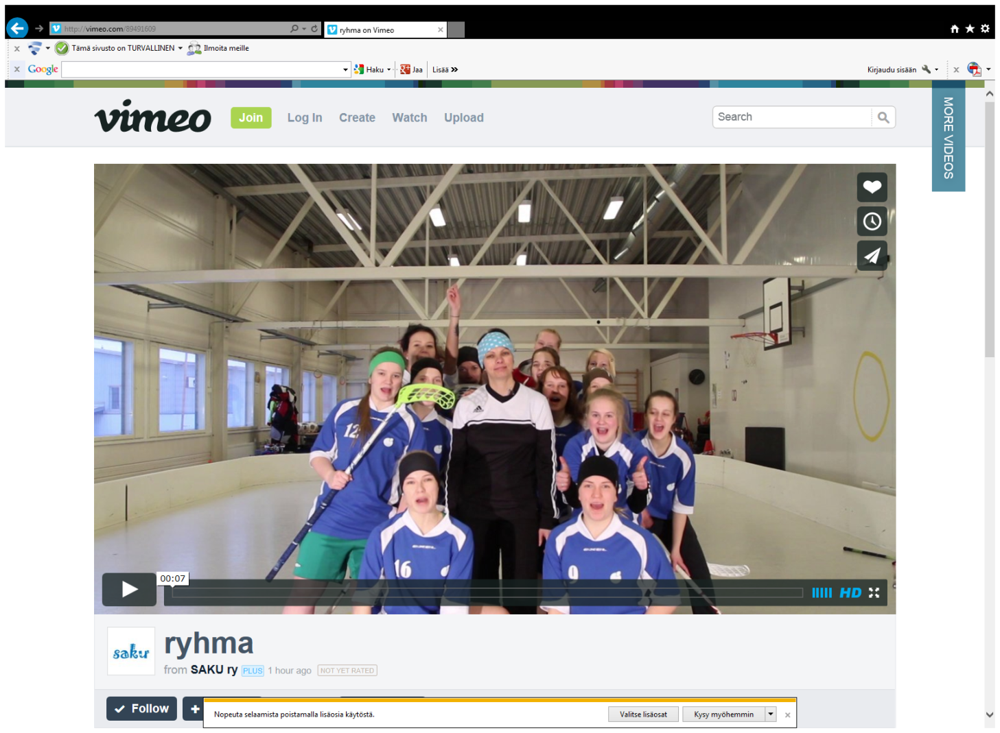 http://vimeo.com/89491609
ryhma on Vimeo
Tämä sivusto on TURVALLINEN
Ilmoita meille
Google
Haku
Jaa
Lisää
Kirjaudu sisään
vimeo
Join
Log In
Create
Watch
Upload
Search
MORE VIDEOS
12
16
9
00:07
HD
saku
ryhma
from SAKU ry PLUS 1 hour ago NOT YET RATED
Follow
Nopeuta selaamista poistamalla lisäosia käytöstä.
Valitse lisäosat
Kysy myöhemmin